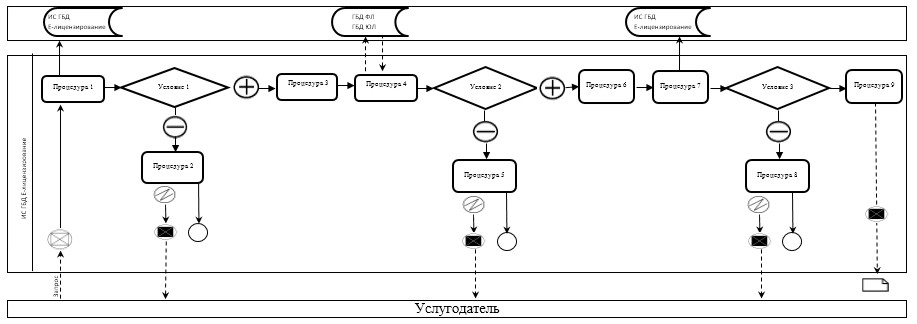 ИС ГБД
Е-лицензирование
ГБД ФЛ
ГБД ЮЛ
ИС ГБД
Е-лицензирование
Процедура 1
Условие 1
Процедура 3
Процедура 4
Условие 2
Процедура 6
Процедура 7
Условие 3
Процедура 9
Процедура 2
Процедура 5
Процедура 8
ИС ГБД Е-лицензирование
Запрос
Услугодатель